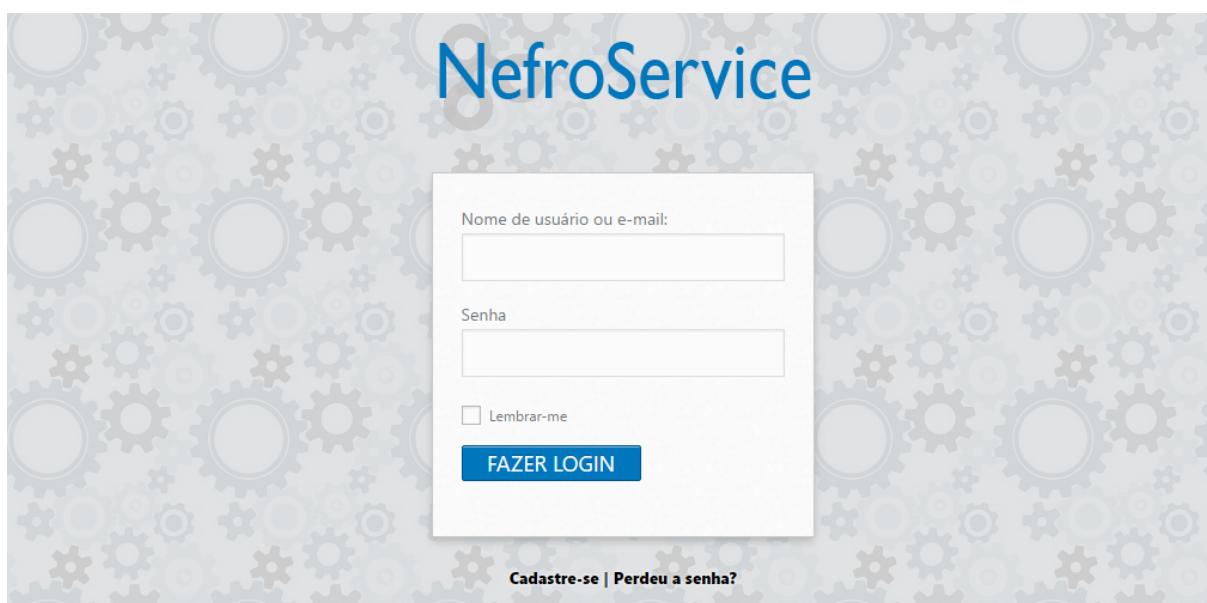 NefroService
Nome de usuário ou e-mail:
Senha
Lembrar-me
FAZER LOGIN
Cadastre-se | Perdeu a senha?